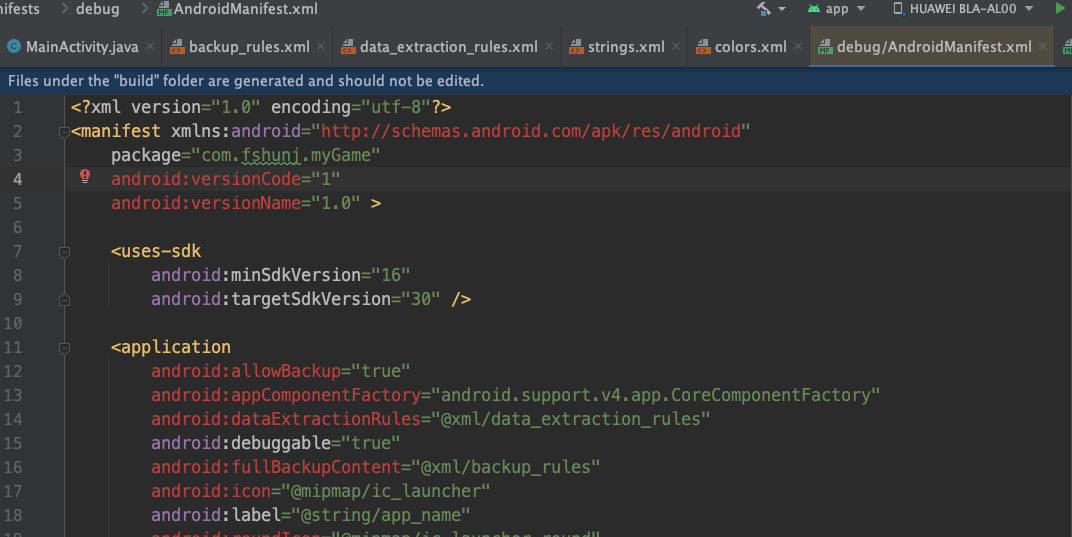 nifests debug AndroidManifest.xml app HUAWEI BLA-AL00
MainActivity.java backup_rules.xml data_extraction_rules.xml strings.xml colors.xml debug/AndroidManifest.xml
Files under the "build" folder are generated and should not be edited.
1 <?xml version="1.0" encoding="utf-8"?>
2 <manifest xmlns:android="http://schemas.android.com/apk/res/android"
3 package="com.fshunj.myGame"
4 android:versionCode="1"
5 android:versionName="1.0" >
6
7 <uses-sdk
8 android:minSdkVersion="16"
9 android:targetSdkVersion="30" />
10
11 <application
12 android:allowBackup="true"
13 android:appComponentFactory="android.support.v4.app.CoreComponentFactory"
14 android:dataExtractionRules="@xml/data_extraction_rules"
15 android:debuggable="true"
16 android:fullBackupContent="@xml/backup_rules"
17 android:icon="@mipmap/ic_launcher"
18 android:label="@string/app_name"
19 android:roundIcon="@mipmap/ic_launcher_round"